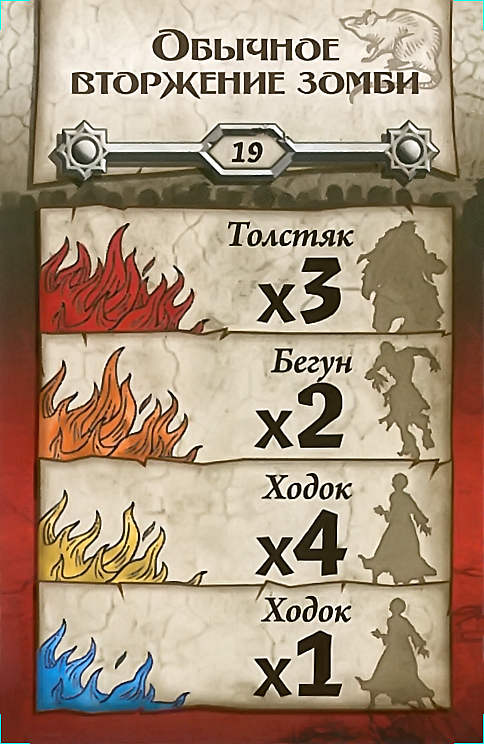 Обычное
вторжение зомби
19
Толстяк
x3
Бегун
x2
Ходок
x4
Ходок
x1